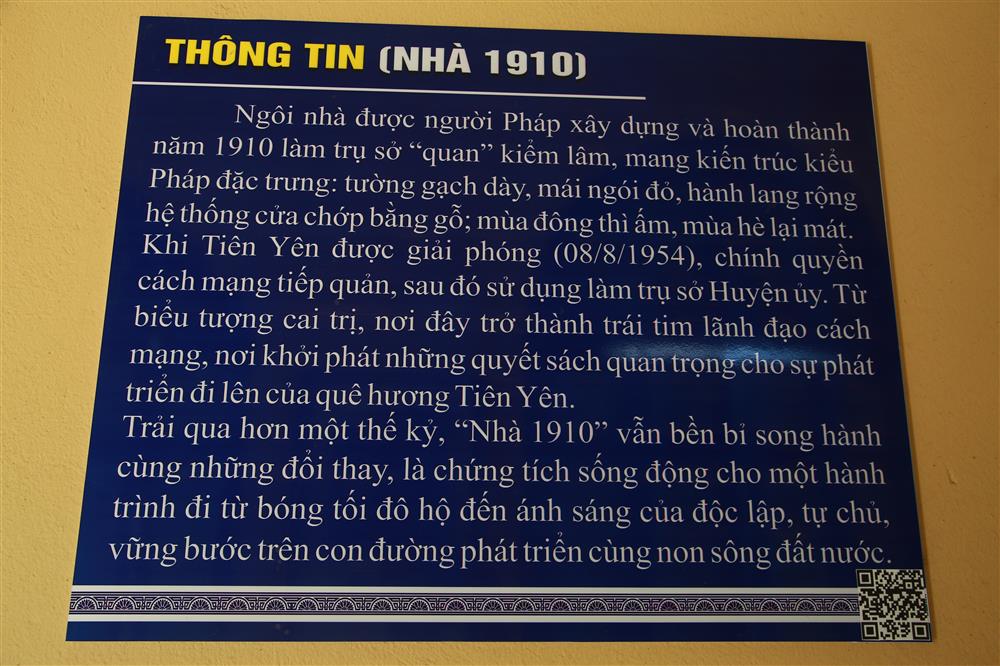 THÔNG TIN (NHÀ 1910)
Ngôi nhà được người Pháp xây dựng và hoàn thành
năm 1910 làm trụ sở “quan” kiểm lâm, mang kiến trúc kiểu
Pháp đặc trưng: tường gạch dày, mái ngói đỏ, hành lang rộng
hệ thống cửa chớp bằng gỗ; mùa đông thì ấm, mùa hè lại mát.
Khi Tiên Yên được giải phóng (08/8/1954), chính quyền
cách mạng tiếp quản, sau đó sử dụng làm trụ sở Huyện ủy. Từ
biểu tượng cai trị, nơi đây trở thành trái tim lãnh đạo cách
mạng, nơi khởi phát những quyết sách quan trọng cho sự phát
triển đi lên của quê hương Tiên Yên.
Trải qua hơn một thế kỷ, “Nhà 1910” vẫn bền bỉ song hành
cùng những đổi thay, là chứng tích sống động cho một hành
trình đi từ bóng tối đô hộ đến ánh sáng của độc lập, tự chủ,
vững bước trên con đường phát triển cùng non sông đất nước.